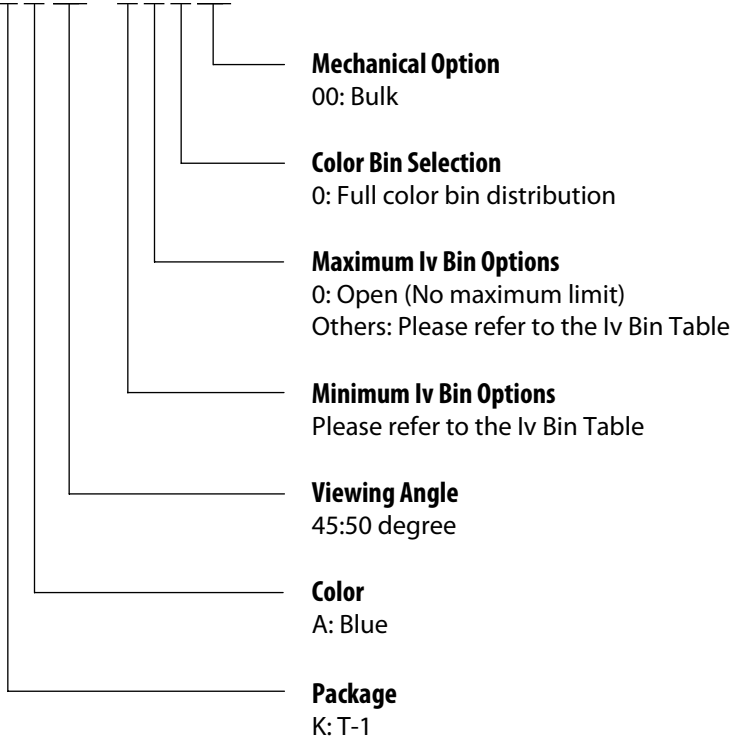 Mechanical Option
00: Bulk
Color Bin Selection
0: Full color bin distribution
Maximum Iv Bin Options
0: Open (No maximum limit)
Others: Please refer to the Iv Bin Table
Minimum Iv Bin Options
Please refer to the Iv Bin Table
Viewing Angle
45:50 degree
Color
A: Blue
Package
K: T-1